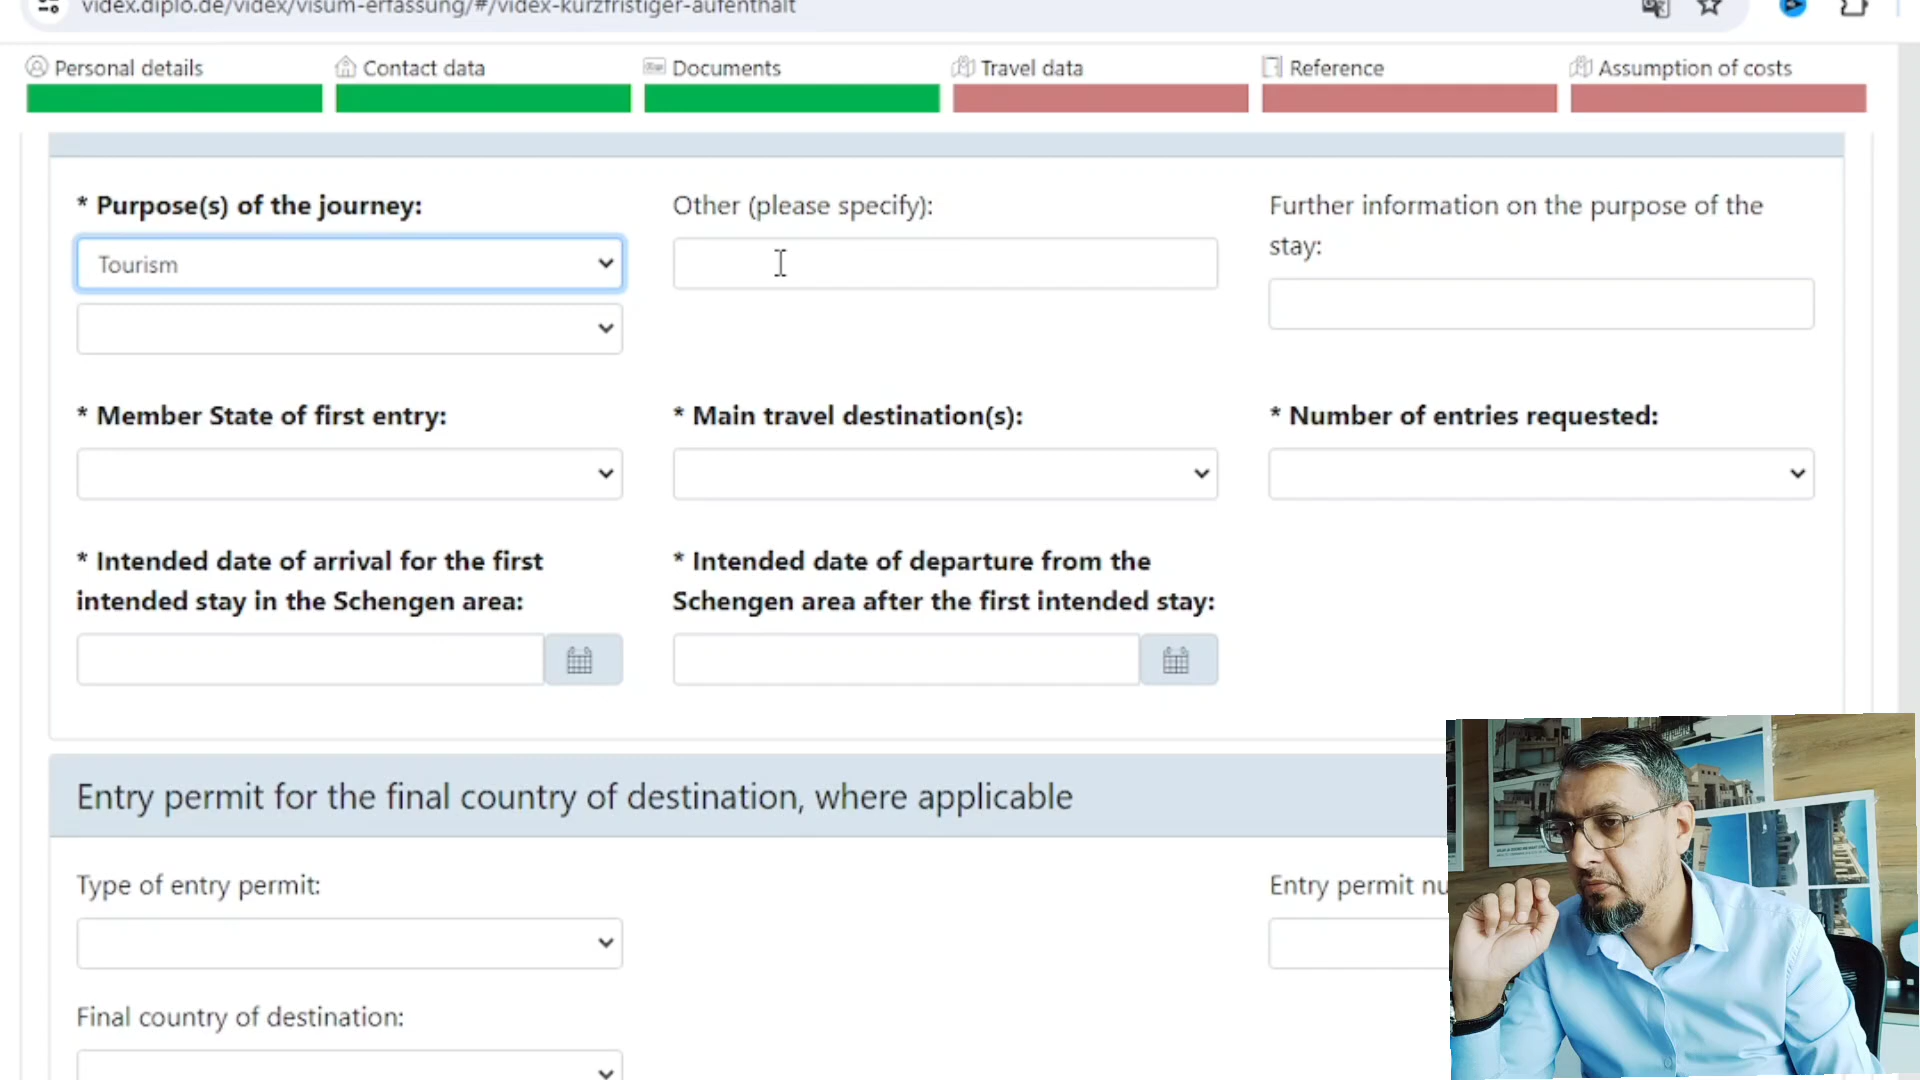 videx.diplo.de/videx/visum-erfassung/#/videx-kurzfristiger-aufenthalt
Personal details
Contact data
Documents
Travel data
Reference
Assumption of costs
* Purpose(s) of the journey:
Other (please specify):
Further information on the purpose of the
stay:
Tourism
* Member State of first entry:
* Main travel destination(s):
* Number of entries requested:
* Intended date of arrival for the first
intended stay in the Schengen area:
* Intended date of departure from the
Schengen area after the first intended stay:
Entry permit for the final country of destination, where applicable
Type of entry permit:
Entry permit nu
Final country of destination: